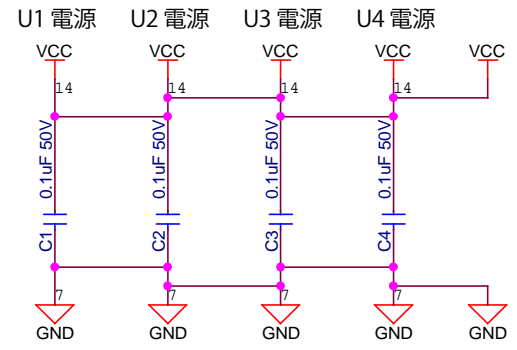 U1 電源 U2 電源 U3 電源 U4 電源
VCC VCC VCC VCC VCC
14 14 14 14
0.1uF 50V 0.1uF 50V 0.1uF 50V 0.1uF 50V
C1 C2 C3 C4
7 7 7 7
GND GND GND GND GND